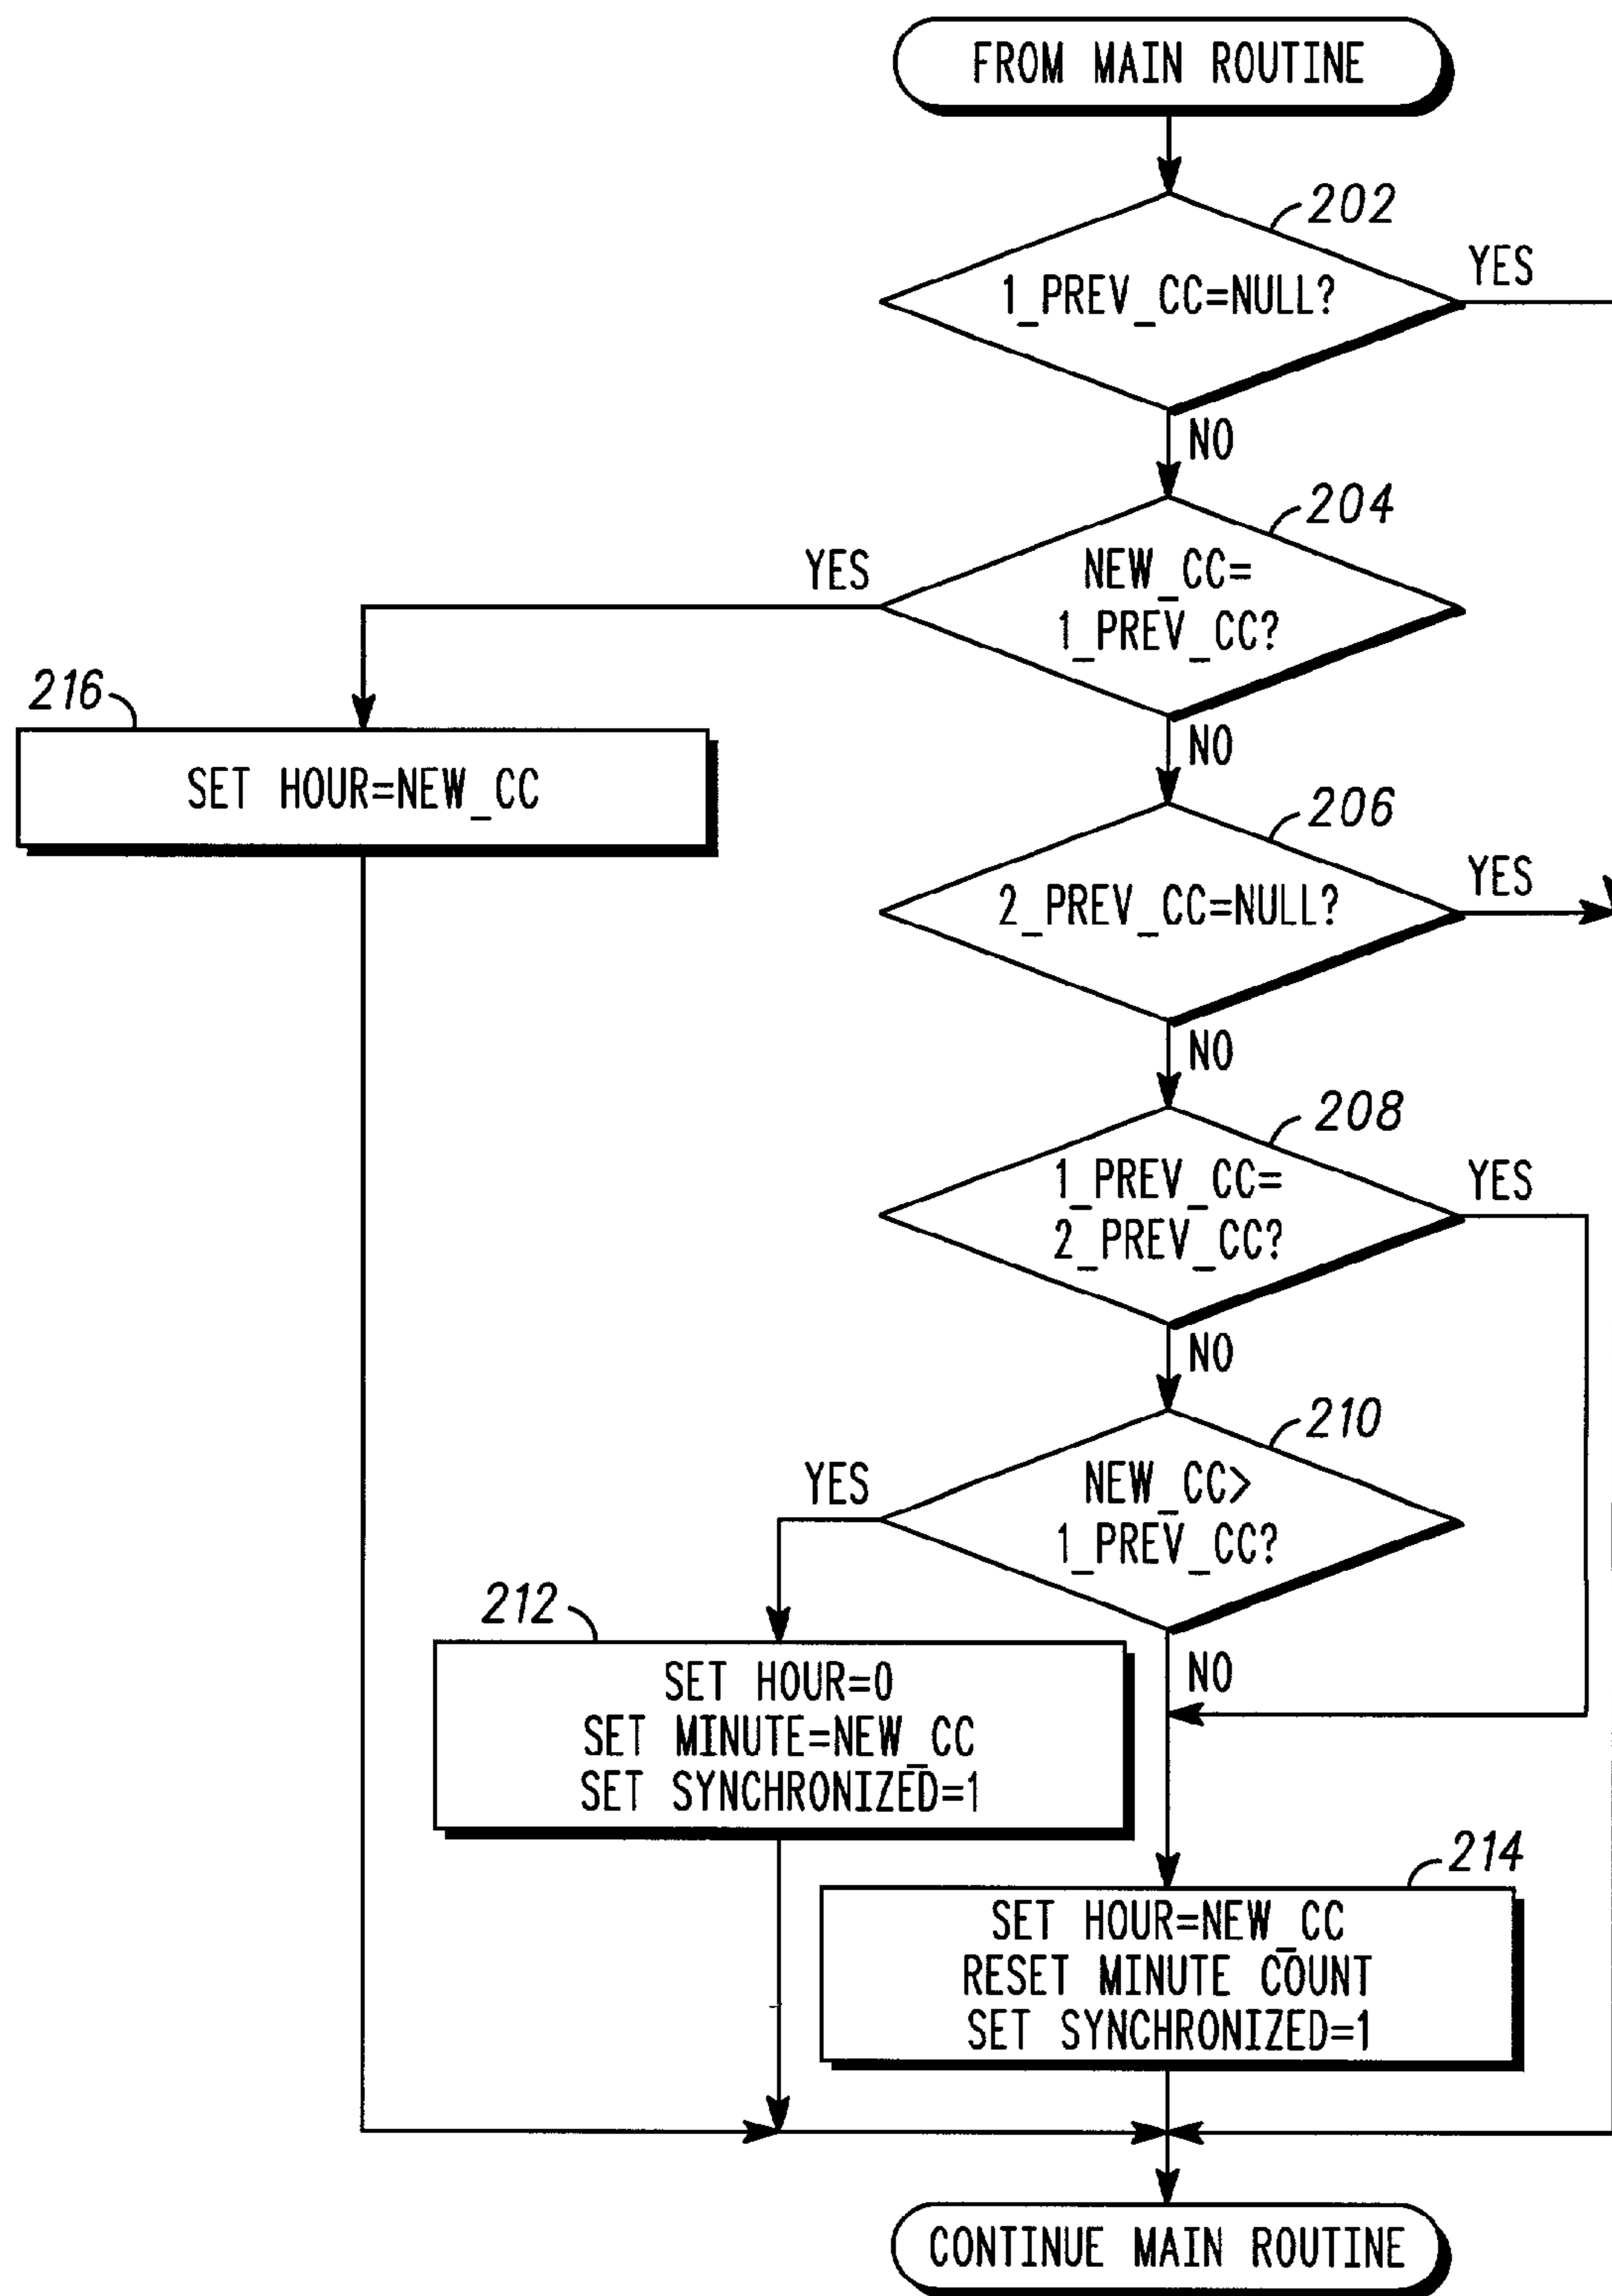 FROM MAIN ROUTINE
202
1_PREV_CC=NULL?
YES
NO
204
NEW_CC=
1_PREV_CC?
YES
NO
216
SET HOUR=NEW_CC
206
2_PREV_CC=NULL?
YES
NO
208
1_PREV_CC=
2_PREV_CC?
YES
NO
210
NEW_CC>
1_PREV_CC?
YES
NO
212
SET HOUR=0
SET MINUTE=NEW_CC
SET SYNCHRONIZED=1
214
SET HOUR=NEW_CC
RESET MINUTE COUNT
SET SYNCHRONIZED=1
CONTINUE MAIN ROUTINE